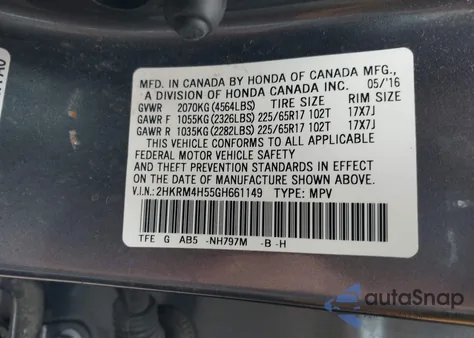 MFD. IN CANADA BY HONDA OF CANADA MFG.,
A DIVISION OF HONDA CANADA INC. 05/'16
GVWR 2070KG (4564LBS) TIRE SIZE RIM SIZE
GAWR F 1055KG (2326LBS) 225/65R17 102T 17X7J
GAWR R 1035KG (2282LBS) 225/65R17 102T 17X7J
THIS VEHICLE CONFORMS TO ALL APPLICABLE
FEDERAL MOTOR VEHICLE SAFETY
AND THEFT PREVENTION STANDARDS IN EFFECT
ON THE DATE OF MANUFACTURE SHOWN ABOVE.
V.I.N.: 2HKRM4H55GH661149 TYPE: MPV
TFE G AB5 -NH797M -B -H
autoSnap